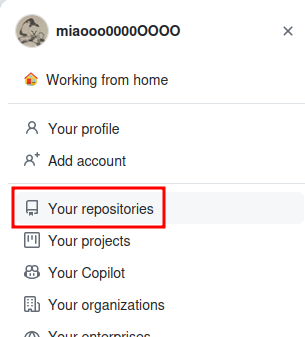 miaooo0000OOOO
Working from home
Your profile
Add account
Your repositories
Your projects
Your Copilot
Your organizations
Your enterprises